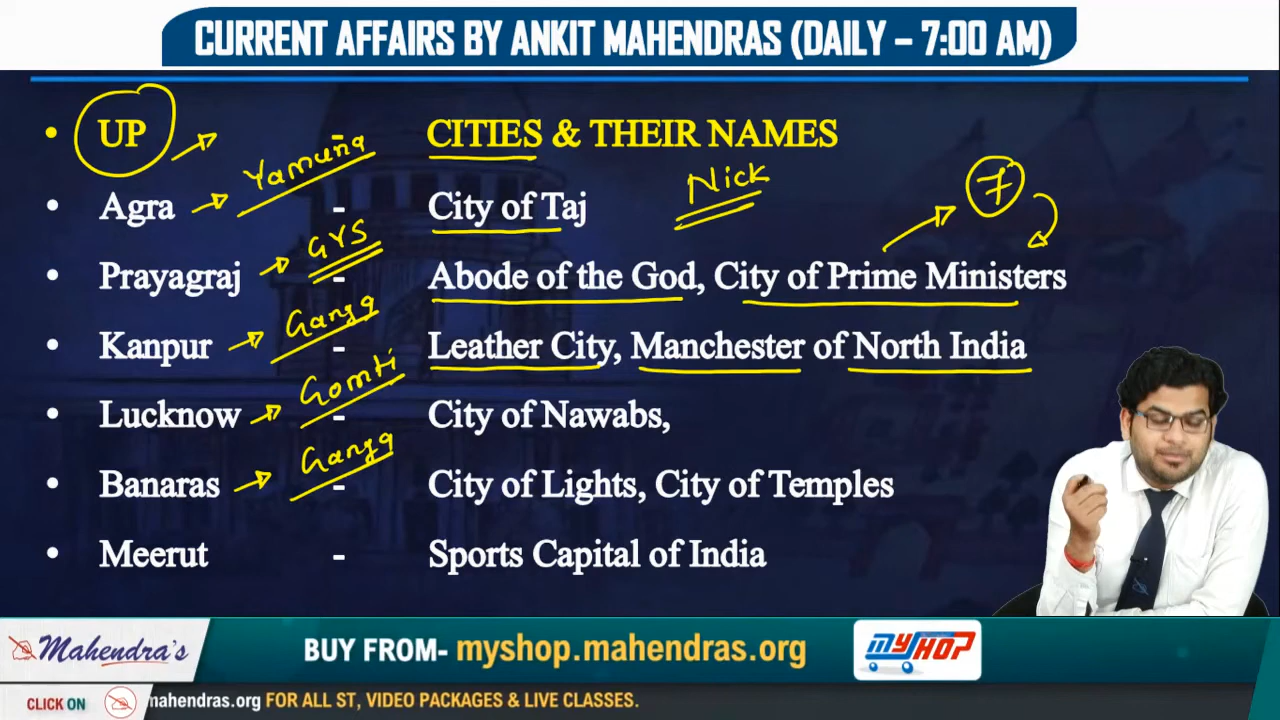 CURRENT AFFAIRS BY ANKIT MAHENDRAS (DAILY – 7:00 AM)
• UP - CITIES & THEIR NAMES
Yamuna
Nick
7
• Agra - City of Taj
GYS
• Prayagraj - Abode of the God, City of Prime Ministers
Ganga
• Kanpur - Leather City, Manchester of North India
Gomti
• Lucknow - City of Nawabs,
Ganga
• Banaras - City of Lights, City of Temples
• Meerut - Sports Capital of India
Mahendra's
BUY FROM- myshop.mahendras.org
MYSHOP
CLICK ON mahendras.org FOR ALL ST, VIDEO PACKAGES & LIVE CLASSES.